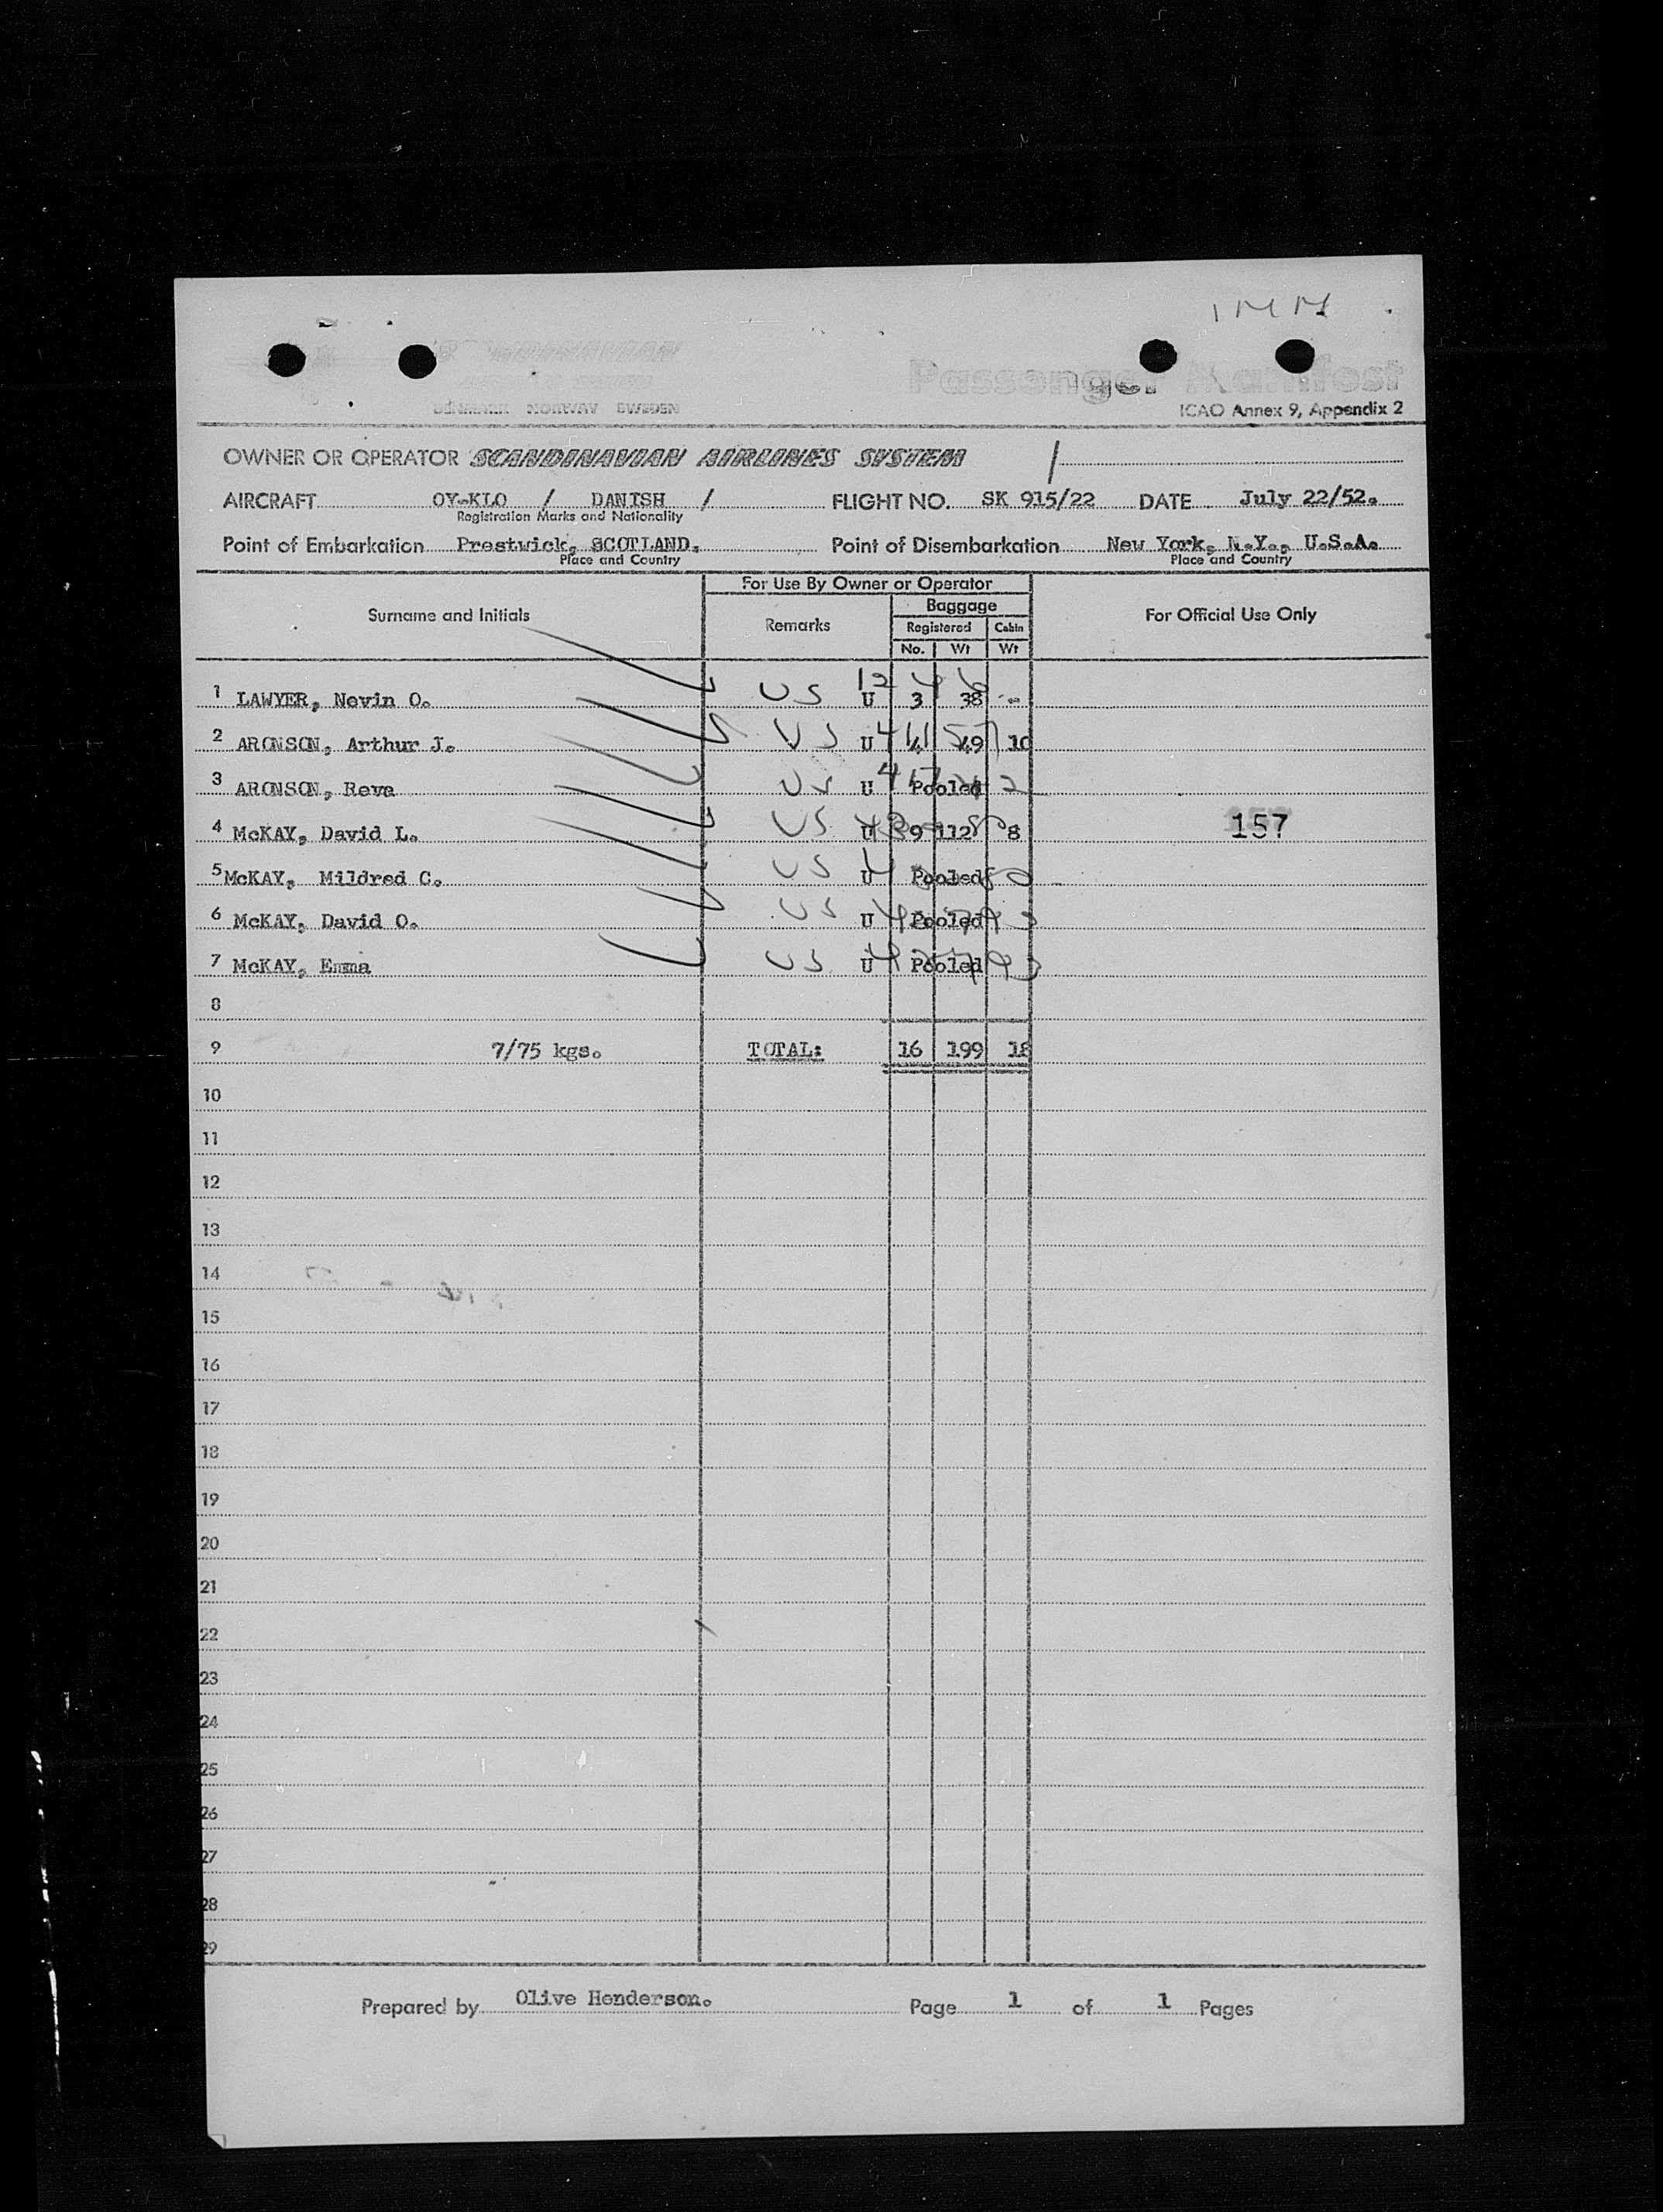 IMM
Passenger Manifest
DENMARK NORWAY SWEDEN
ICAO Annex 9, Appendix 2
OWNER OR OPERATOR SCANDINAVIAN AIRLINES SYSTEM
AIRCRAFT OY-KLO / DANISH / FLIGHT NO. SK 915/22 DATE July 22/52.
Registration Marks and Nationality
Point of Embarkation Prestwick, SCOTLAND. Point of Disembarkation New York, N.Y., U.S.A.
Place and Country Place and Country
For Use By Owner or Operator
Surname and Initials Remarks Baggage For Official Use Only
Registered Cabin
No. Wt Wt
1 LAWYER, Nevin O. US U 3 38 -
2 ARONSON, Arthur J. US U 4 49 10
3 ARONSON, Reva US U Pooled
4 McKAY, David L. US U 9 112 8 157
5 McKAY, Mildred C. US U Pooled
6 McKAY, David O. US U Pooled
7 McKAY, Emma US U Pooled
8
9 7/75 kgs. TOTAL: 16 199 18
10
11
12
13
14
15
16
17
18
19
20
21
22
23
24
25
26
27
28
29
Prepared by Olive Henderson. Page 1 of 1 Pages